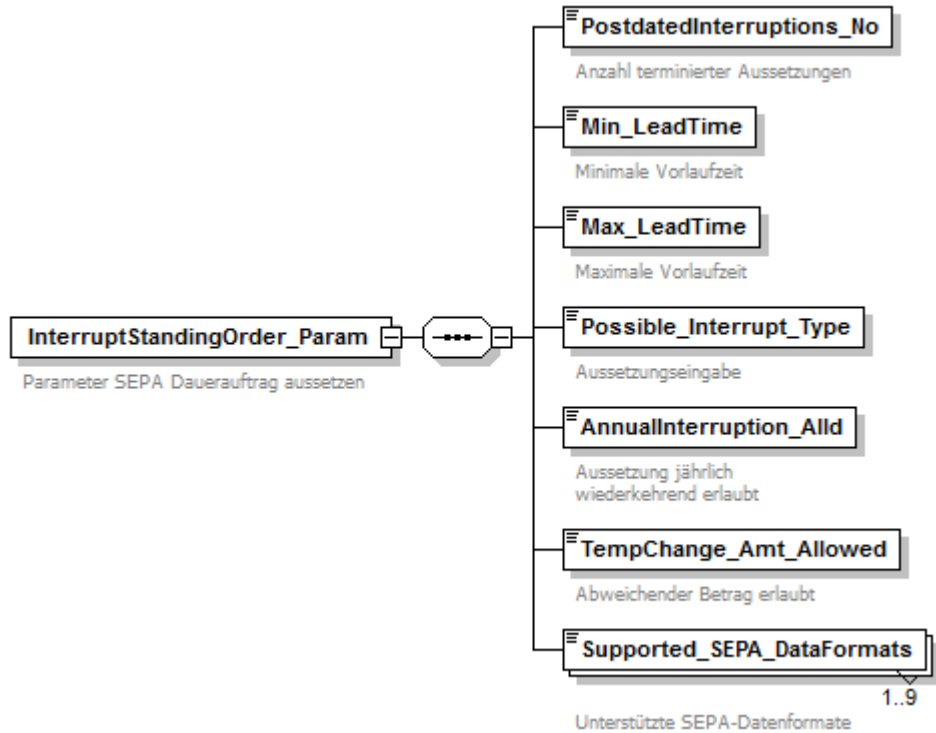 PostdatedInterruptions_No
Anzahl terminierter Aussetzungen
Min_LeadTime
Minimale Vorlaufzeit
Max_LeadTime
Maximale Vorlaufzeit
InterruptStandingOrder_Param
Parameter SEPA Dauerauftrag aussetzen
Possible_Interrupt_Type
Aussetzungseingabe
AnnualInterruption_Alld
Aussetzung jährlich
wiederkehrend erlaubt
TempChange_Amt_Allowed
Abweichender Betrag erlaubt
Supported_SEPA_DataFormats
1..9
Unterstützte SEPA-Datenformate